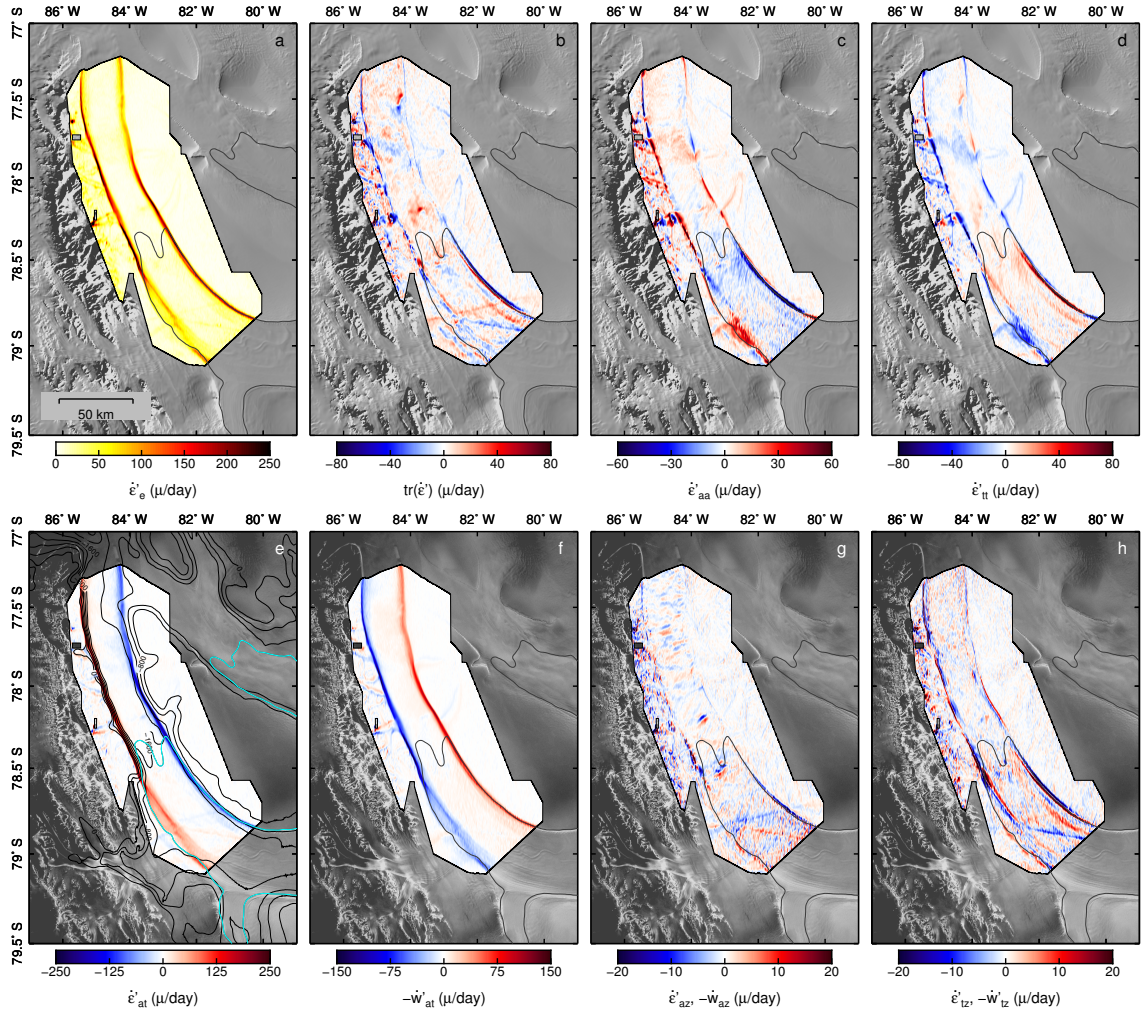 86˚ W 84˚ W 82˚ W 80˚ W 86˚ W 84˚ W 82˚ W 80˚ W 86˚ W 84˚ W 82˚ W 80˚ W 86˚ W 84˚ W 82˚ W 80˚ W
77˚ S
a b c d
77.5˚ S
78˚ S
78.5˚ S
79˚ S
79.5˚ S
50 km
0 50 100 150 200 250
−80 −40 0 40 80
−60 −30 0 30 60
−80 −40 0 40 80
ε̇'e (μ/day)
tr(ε̇') (μ/day)
ε̇'aa (μ/day)
ε̇'tt (μ/day)
86˚ W 84˚ W 82˚ W 80˚ W 86˚ W 84˚ W 82˚ W 80˚ W 86˚ W 84˚ W 82˚ W 80˚ W 86˚ W 84˚ W 82˚ W 80˚ W
77˚ S
e f g h
77.5˚ S
78˚ S
78.5˚ S
79˚ S
79.5˚ S
−250 −125 0 125 250
−150 −75 0 75 150
−20 −10 0 10 20
−20 −10 0 10 20
ε̇'at (μ/day)
−ẇ'at (μ/day)
ε̇'az, −ẇ'az (μ/day)
ε̇'tz, −ẇ'tz (μ/day)